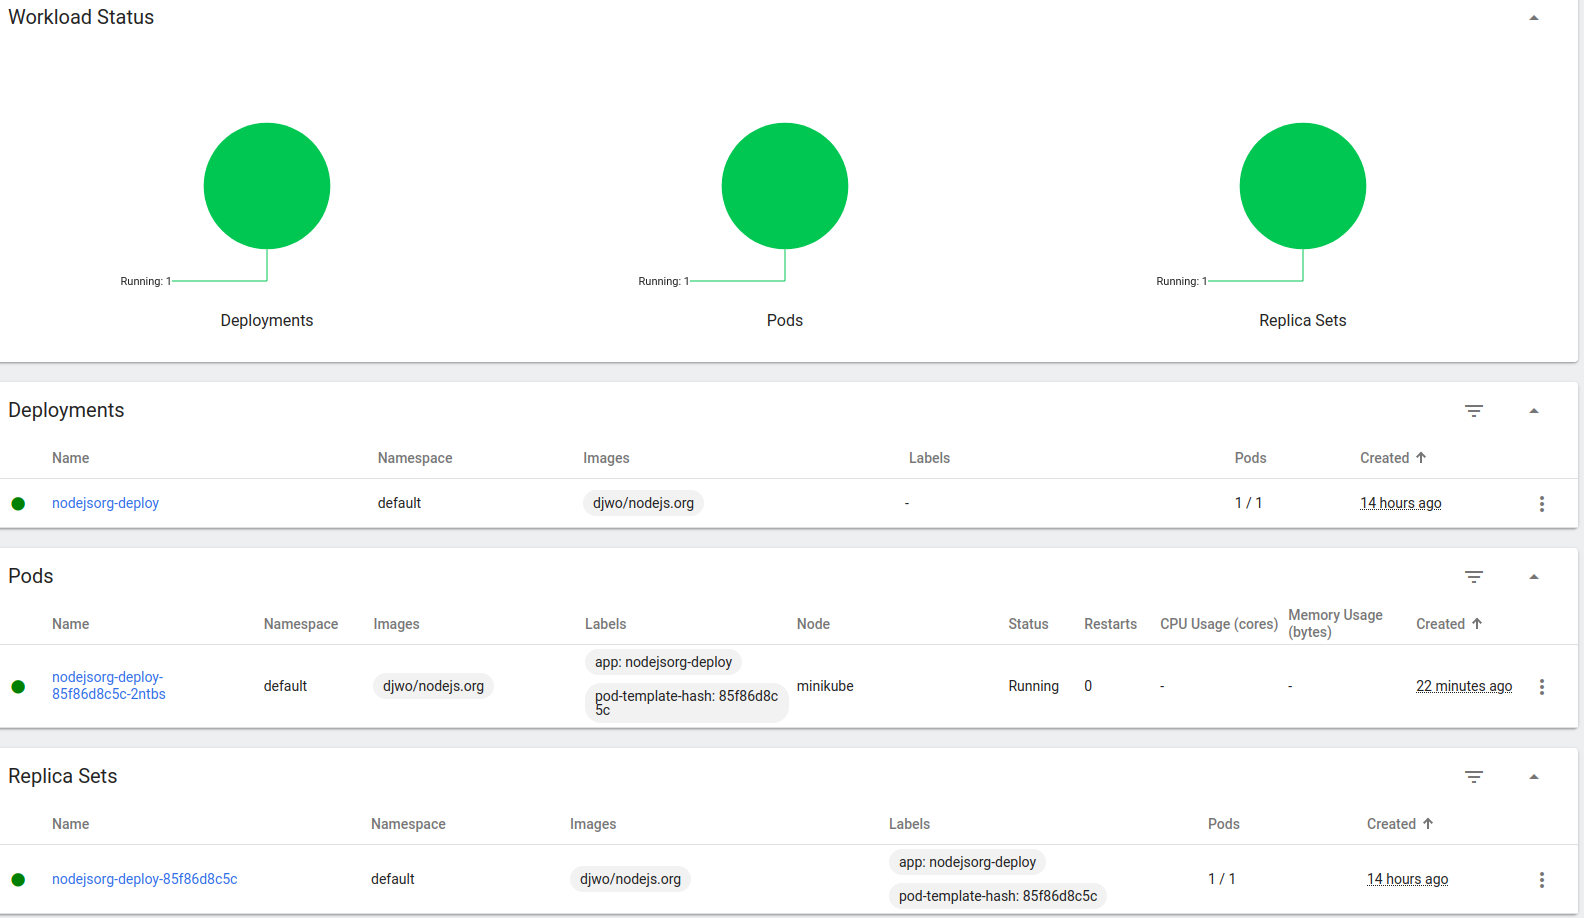 Workload Status
Running: 1
Running: 1
Running: 1
Deployments
Pods
Replica Sets
Deployments
Name Namespace Images Labels Pods Created
nodejsorg-deploy default djwo/nodejs.org - 1 / 1 14 hours ago
Pods
Name Namespace Images Labels Node Status Restarts CPU Usage (cores) Memory Usage
(bytes) Created
nodejsorg-deploy-
85f86d8c5c-2ntbs default djwo/nodejs.org app: nodejsorg-deploy
pod-template-hash: 85f86d8c
5c minikube Running 0 - - 22 minutes ago
Replica Sets
Name Namespace Images Labels Pods Created
nodejsorg-deploy-85f86d8c5c default djwo/nodejs.org app: nodejsorg-deploy
pod-template-hash: 85f86d8c5c 1 / 1 14 hours ago